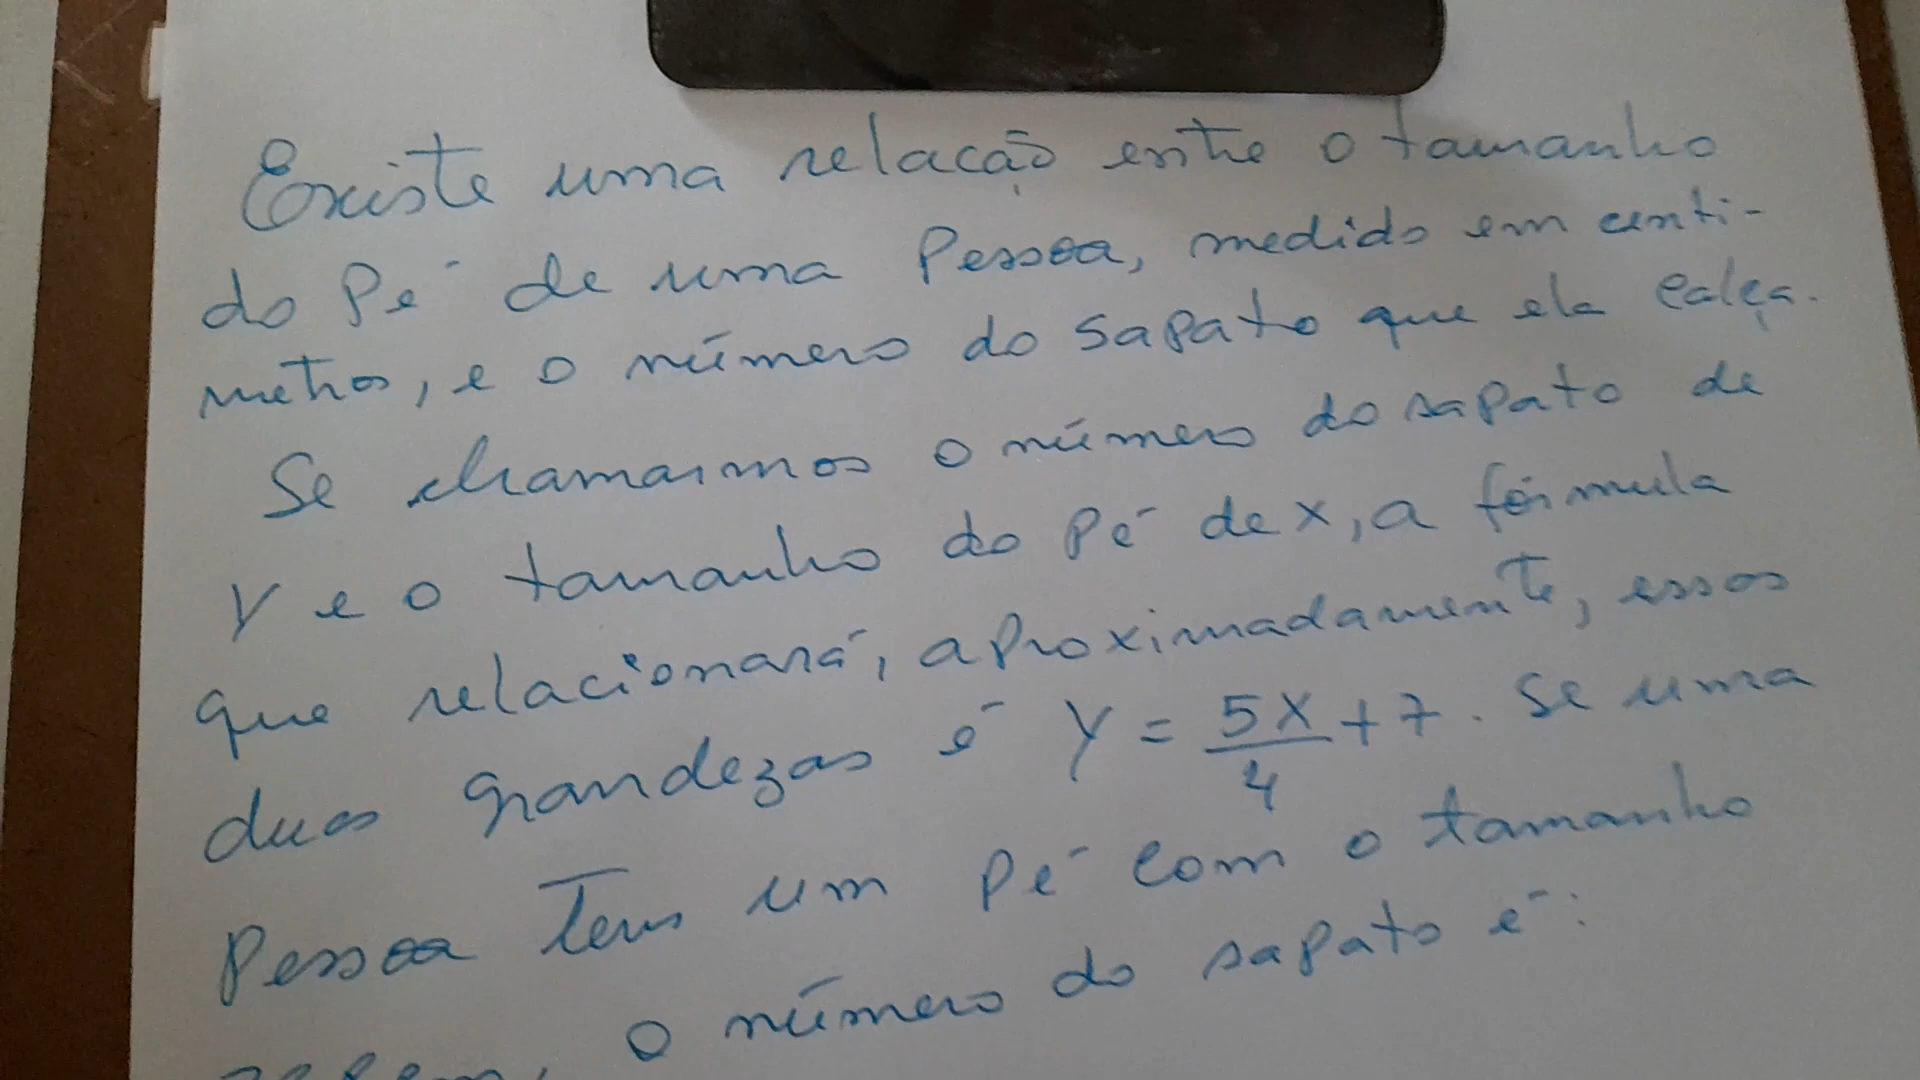 Existe uma relação entre o tamanho
do Pé de uma Pessoa, medido em centi-
metros, e o número do sapato que ela calça.
Se chamarmos o número do sapato de
Y e o tamanho do Pé de x, a fórmula
que relacionará, aproximadamente, essas
duas grandezas é Y = 5X/4 + 7. Se uma
Pessoa tem um Pé com o tamanho
o número do sapato é: